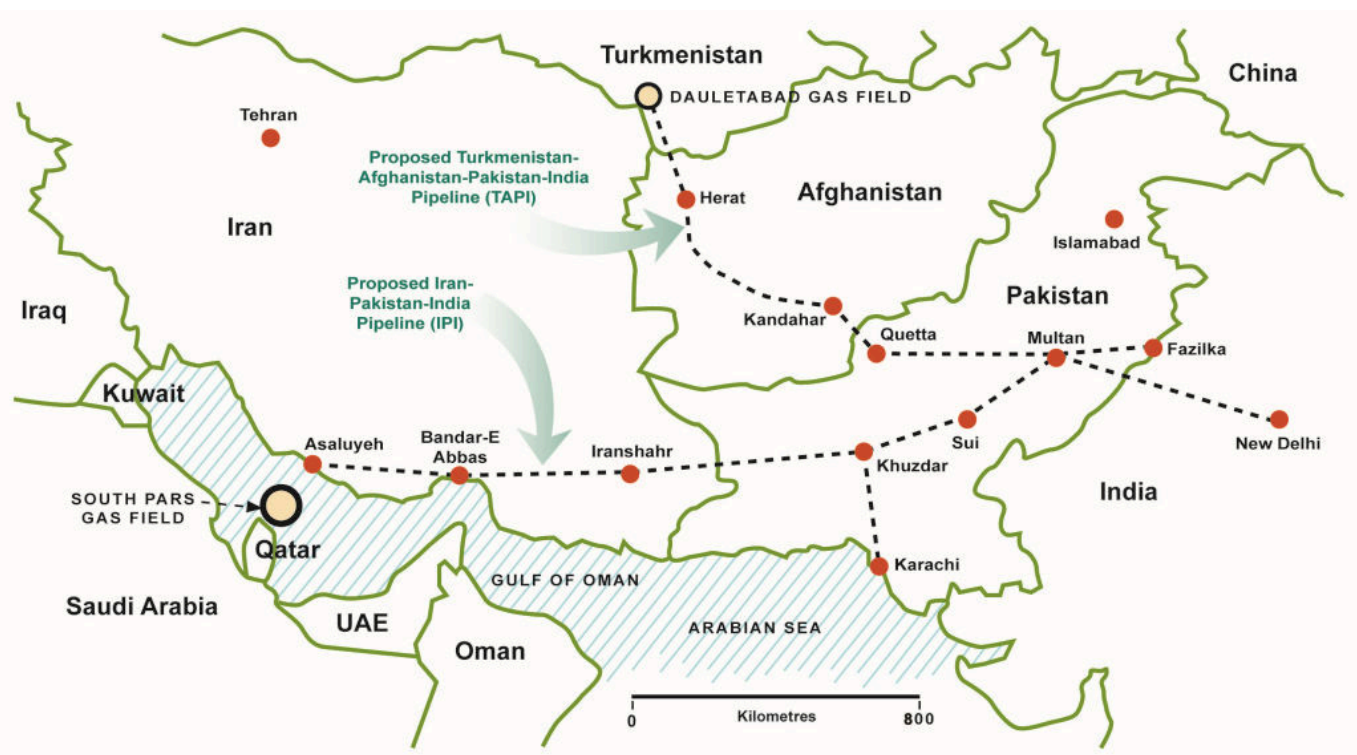 Turkmenistan
China
DAULETABAD GAS FIELD
Tehran
Proposed Turkmenistan-
Afghanistan-Pakistan-India
Pipeline (TAPI)
Herat
Afghanistan
Iran
Islamabad
Proposed Iran-
Pakistan-India
Pipeline (IPI)
Pakistan
Iraq
Kandahar
Quetta
Multan
Fazilka
Kuwait
Asaluyeh
Bandar-E
Abbas
Iranshahr
Khuzdar
Sui
New Delhi
SOUTH PARS
GAS FIELD
India
Qatar
Karachi
GULF OF OMAN
Saudi Arabia
UAE
ARABIAN SEA
Oman
0
Kilometres
800